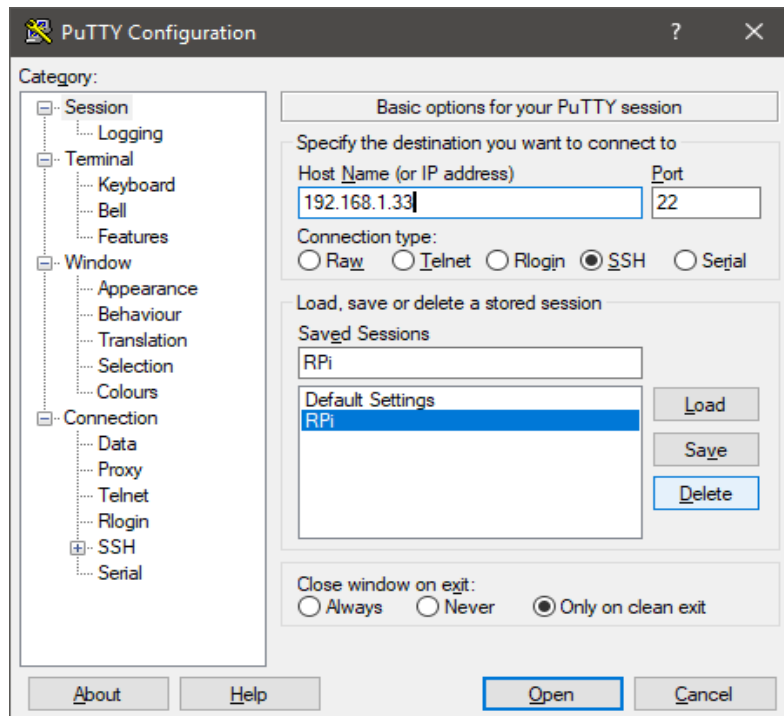 PuTTY Configuration
?
Category:
Session
Logging
Terminal
Keyboard
Bell
Features
Window
Appearance
Behaviour
Translation
Selection
Colours
Connection
Data
Proxy
Telnet
Rlogin
SSH
Serial
Basic options for your PuTTY session
Specify the destination you want to connect to
Host Name (or IP address) Port
192.168.1.33 22
Connection type:
Raw Telnet Rlogin SSH Serial
Load, save or delete a stored session
Saved Sessions
RPi
Default Settings
RPi
Load
Save
Delete
Close window on exit:
Always Never Only on clean exit
About Help Open Cancel